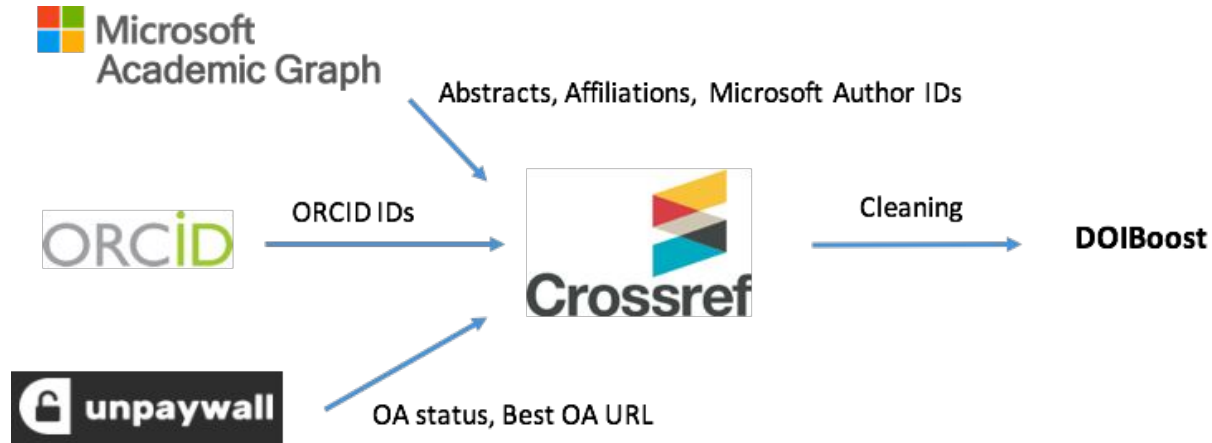 Microsoft
Academic Graph
Abstracts, Affiliations, Microsoft Author IDs
ORCID
ORCID IDs
Crossref
Cleaning
DOIBoost
unpaywall
OA status, Best OA URL